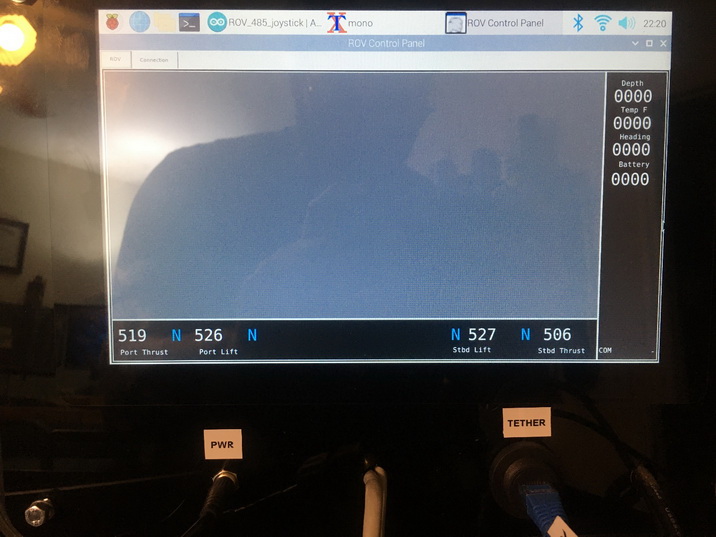 ROV_485_joystick | A...
mono
ROV Control Panel
22:20
ROV Control Panel
ROV
Connection
Depth
0000
Temp F
0000
Heading
0000
Battery
0000
519 N 526 N N 527 N 506
Port Thrust Port Lift Stbd Lift Stbd Thrust COM -
PWR
TETHER